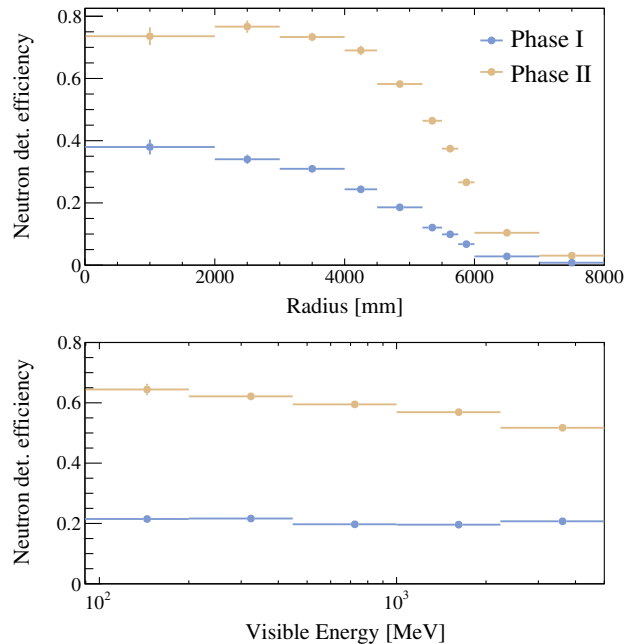 0.8
0.6
0.4
0.2
0
Neutron det. efficiency
Phase I
Phase II
0 2000 4000 6000 8000
Radius [mm]
0.8
0.6
0.4
0.2
0
Neutron det. efficiency
10² 10³
Visible Energy [MeV]